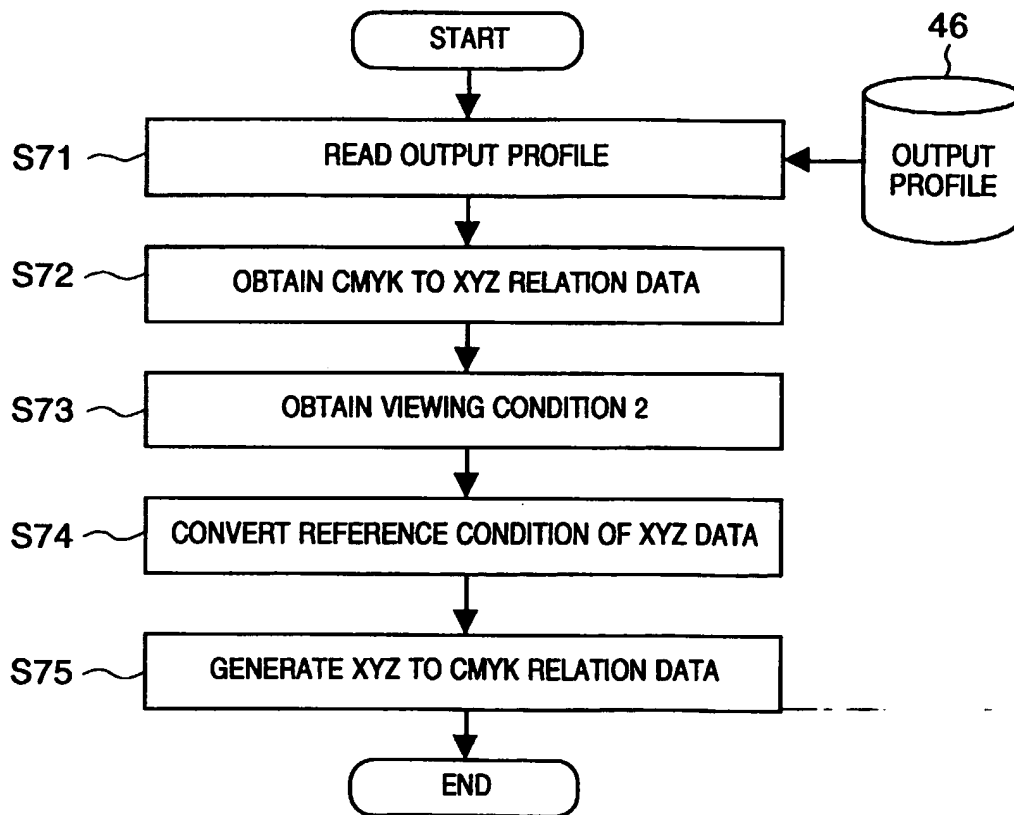 START
46
S71
READ OUTPUT PROFILE
OUTPUT
PROFILE
S72
OBTAIN CMYK TO XYZ RELATION DATA
S73
OBTAIN VIEWING CONDITION 2
S74
CONVERT REFERENCE CONDITION OF XYZ DATA
S75
GENERATE XYZ TO CMYK RELATION DATA
END